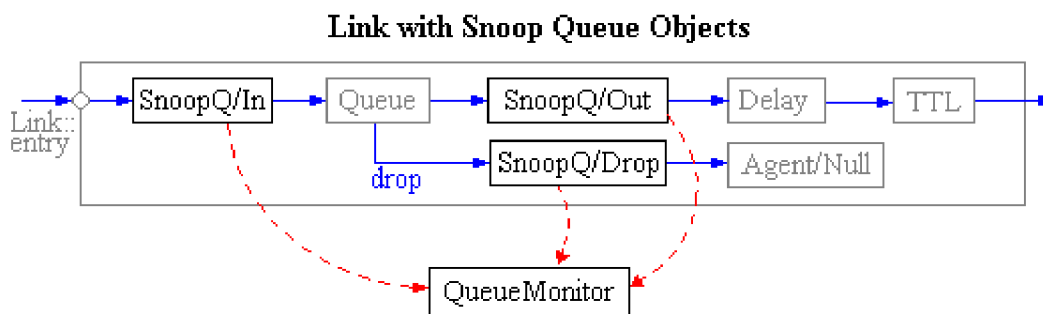 Link with Snoop Queue Objects
SnoopQ/In
Queue
SnoopQ/Out
Delay
TTL
Link::
entry
drop
SnoopQ/Drop
Agent/Null
QueueMonitor